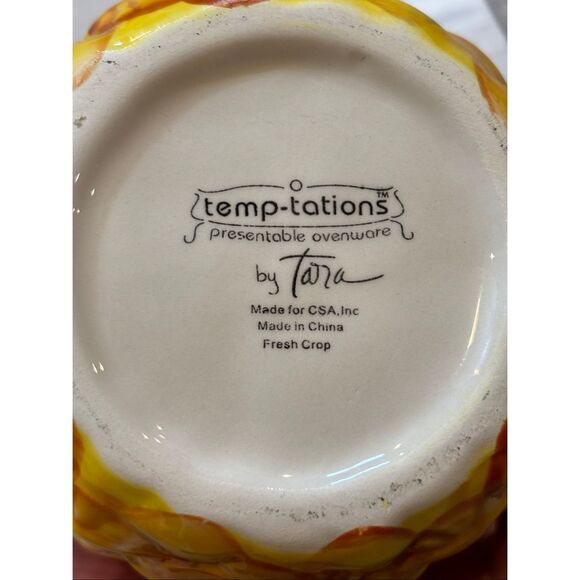 temp-tations™
presentable ovenware
by Tara
Made for CSA,Inc
Made in China
Fresh Crop